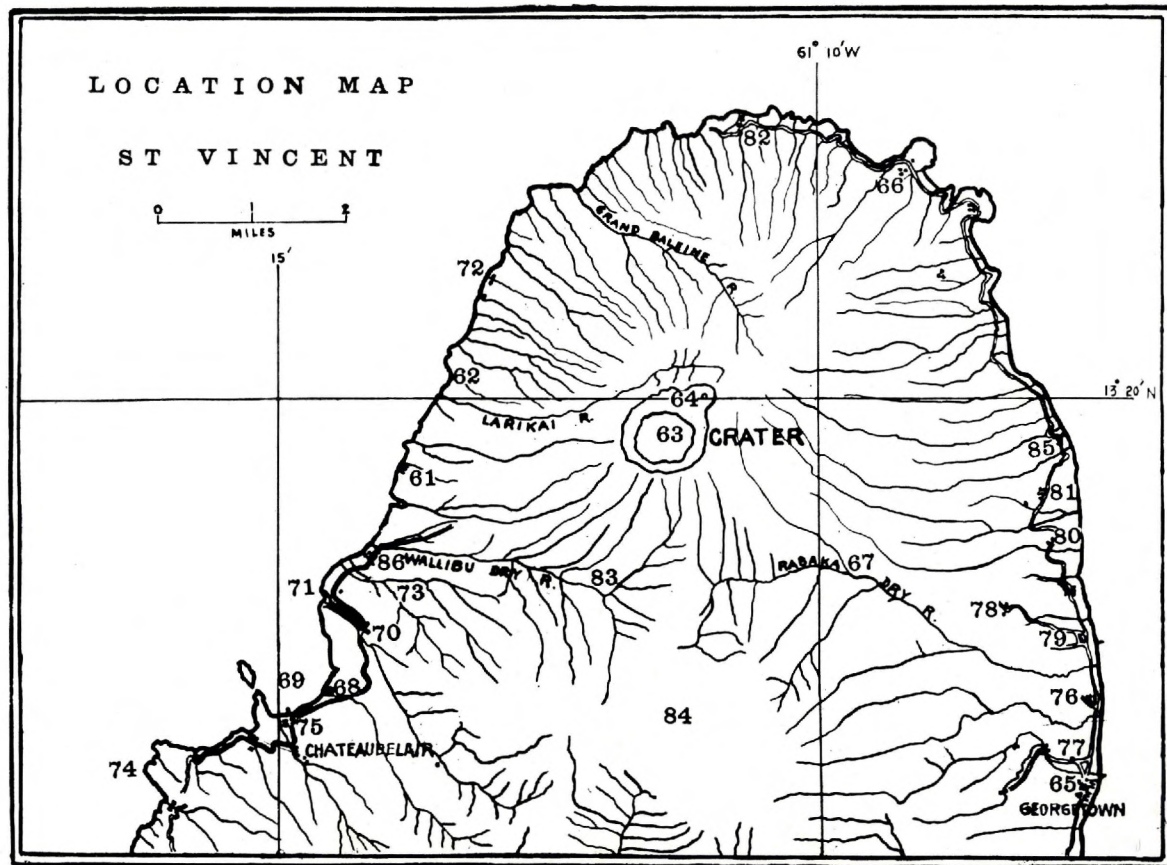 LOCATION MAP
ST VINCENT
0 1 2
MILES
61° 10'W
15'
13° 20'N
82
66
GRAND BALEINE R.
72
62
LARIKAI R.
64
63
CRATER
85
61
81
80
86
WALLIBU DRY R.
83
RABAKA DRY R.
67
71
73
70
78
79
69
68
76
84
75
CHATEAUBELAIR.
77
74
65
GEORGETOWN